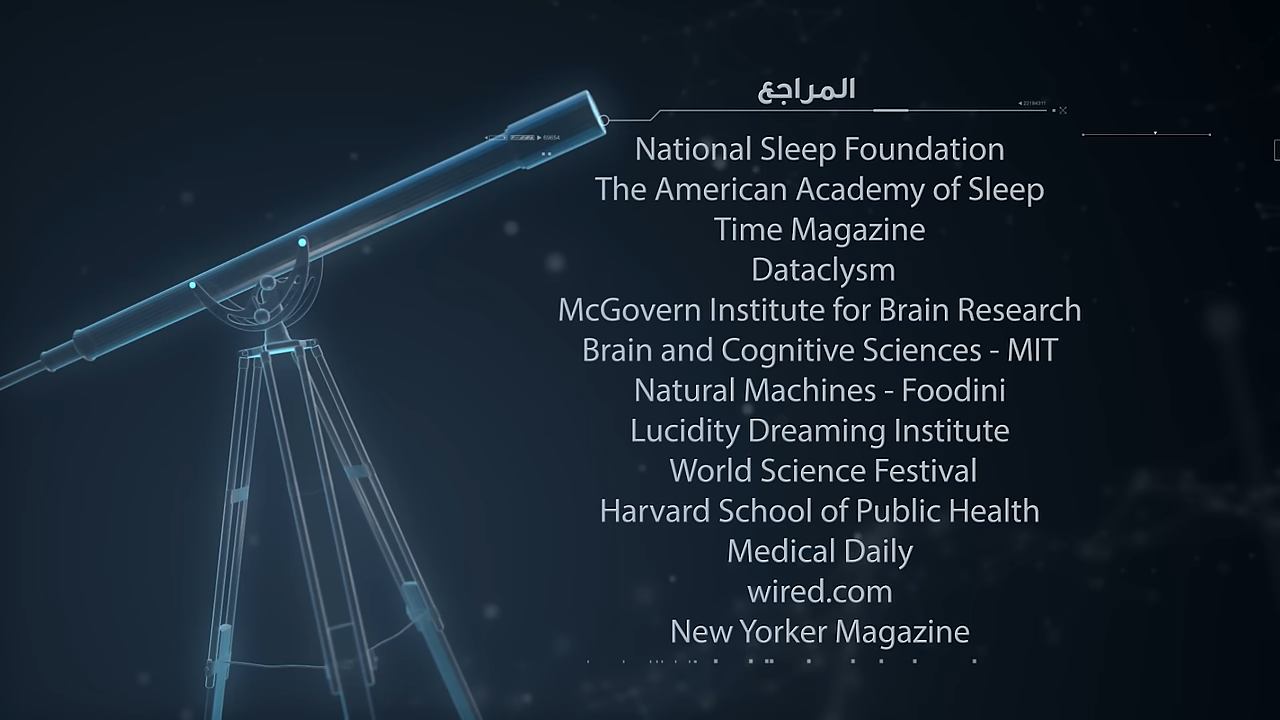 المراجع
National Sleep Foundation
The American Academy of Sleep
Time Magazine
Dataclysm
McGovern Institute for Brain Research
Brain and Cognitive Sciences - MIT
Natural Machines - Foodini
Lucidity Dreaming Institute
World Science Festival
Harvard School of Public Health
Medical Daily
wired.com
New Yorker Magazine